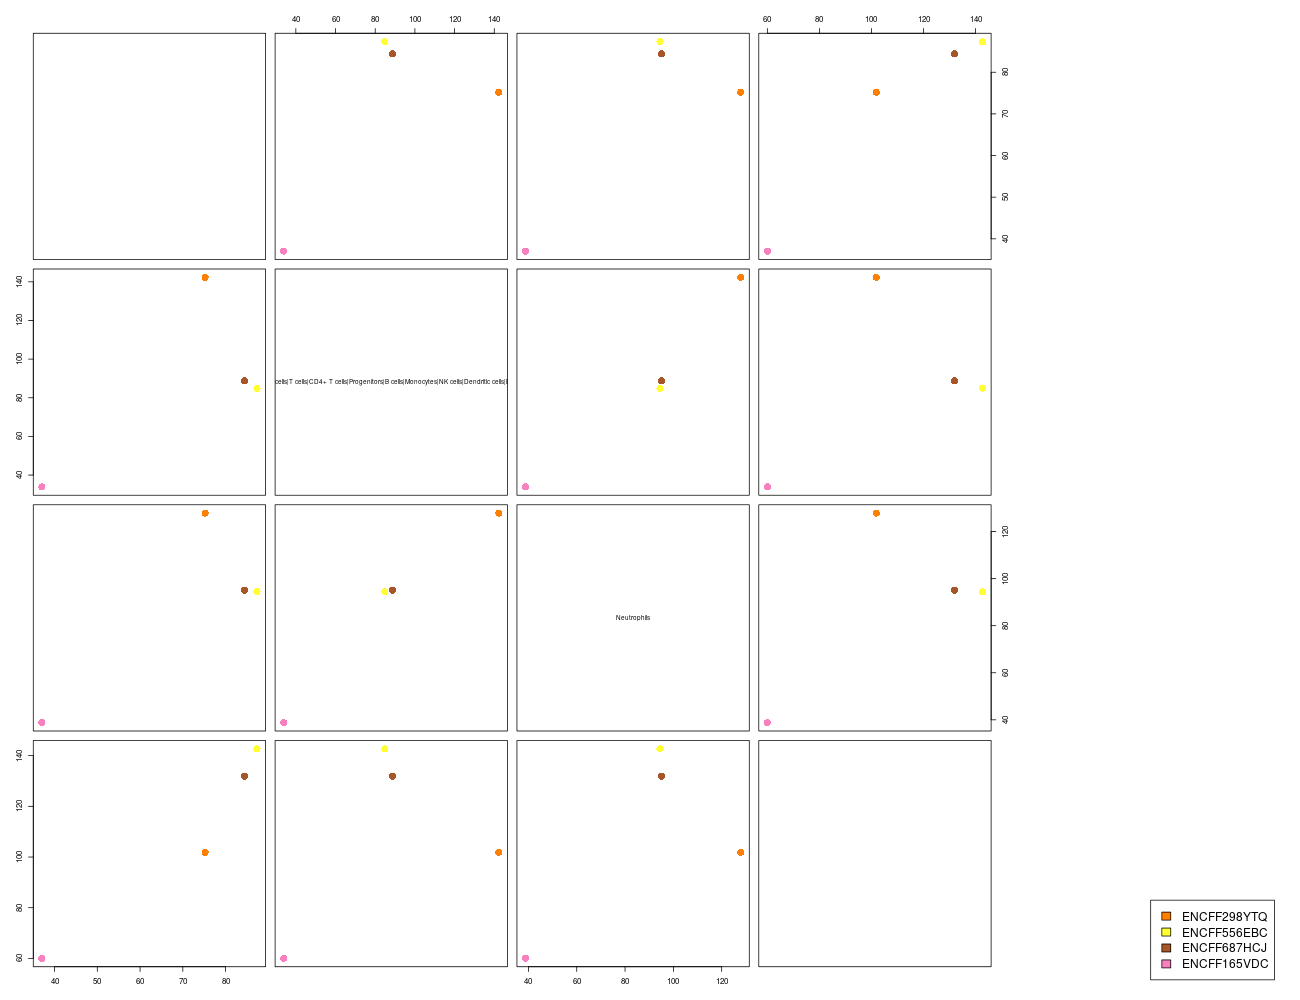 40 60 80 100 120 140
60 80 100 120 140
80
70
60
50
40
140
120
100
80
60
40
cells|T cells|CD4+ T cells|Progenitors|B cells|Monocytes|NK cells|Dendritic cells|
120
100
80
60
40
Neutrophils
140
120
100
80
60
40 50 60 70 80
40 60 80 100 120
ENCFF298YTQ
ENCFF556EBC
ENCFF687HCJ
ENCFF165VDC